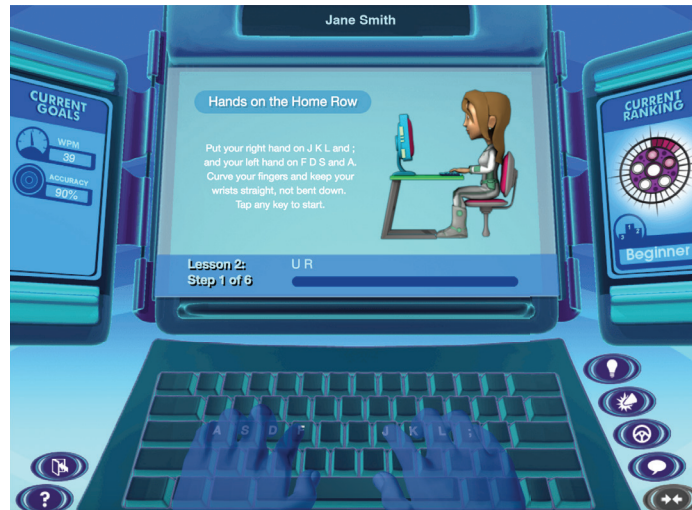 Jane Smith
CURRENT
GOALS
WPM
39
ACCURACY
90%
Hands on the Home Row
Put your right hand on J K L and ;
and your left hand on F D S and A.
Curve your fingers and keep your
wrists straight, not bent down.
Tap any key to start.
Lesson 2: U R
Step 1 of 6
CURRENT
RANKING
Beginner
A S D F J K L ;
?